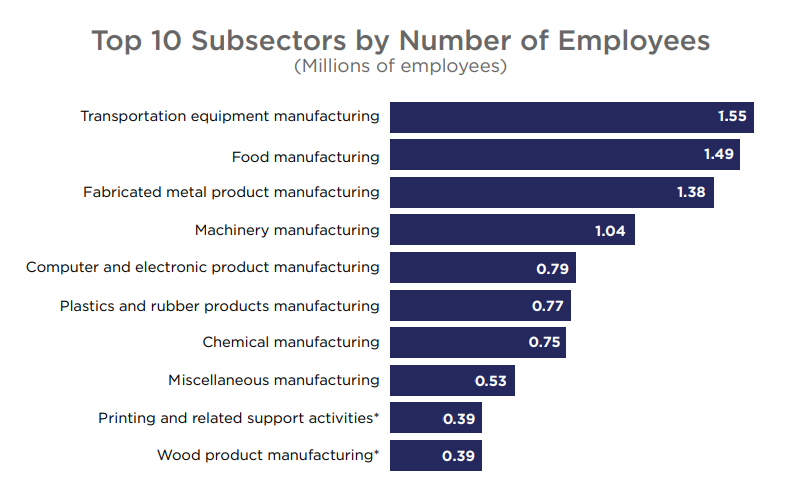 Top 10 Subsectors by Number of Employees
(Millions of employees)
Transportation equipment manufacturing 1.55
Food manufacturing 1.49
Fabricated metal product manufacturing 1.38
Machinery manufacturing 1.04
Computer and electronic product manufacturing 0.79
Plastics and rubber products manufacturing 0.77
Chemical manufacturing 0.75
Miscellaneous manufacturing 0.53
Printing and related support activities* 0.39
Wood product manufacturing* 0.39